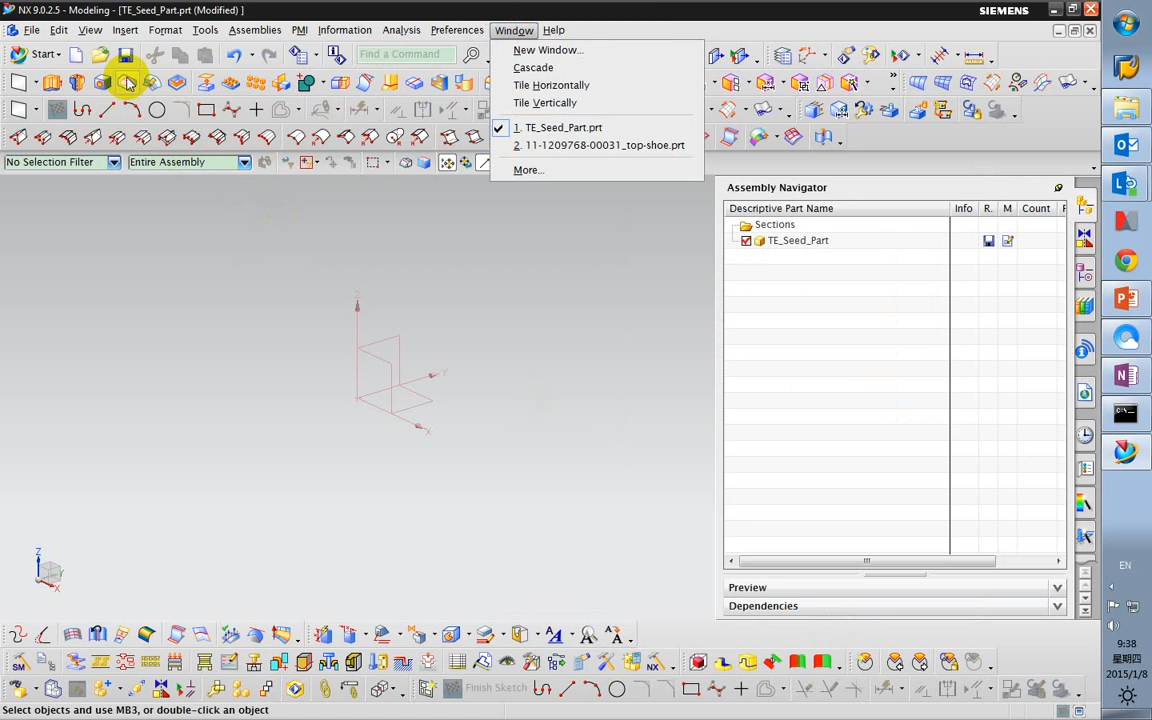 NX 9.0.2.5 - Modeling - [TE_Seed_Part.prt (Modified) ]
SIEMENS
File Edit View Insert Format Tools Assemblies PMI Information Analysis Preferences Window Help
Start
Find a Command
New Window...
Cascade
Tile Horizontally
Tile Vertically
1. TE_Seed_Part.prt
2. 11-1209768-00031_top-shoe.prt
More...
No Selection Filter
Entire Assembly
Assembly Navigator
Descriptive Part Name Info R. M Count
Sections
TE_Seed_Part
Z
Y
X
Preview
Dependencies
Z
Y
X
SM
NX
Finish Sketch
Select objects and use MB3, or double-click an object
EN
9:38
星期四
2015/1/8